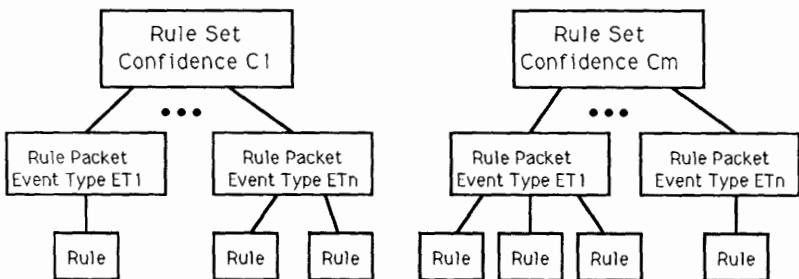 Rule Set
Confidence C1
Rule Set
Confidence Cm
•••
•••
Rule Packet
Event Type ET1
Rule Packet
Event Type ETn
Rule Packet
Event Type ET1
Rule Packet
Event Type ETn
Rule
Rule
Rule
Rule
Rule
Rule
Rule